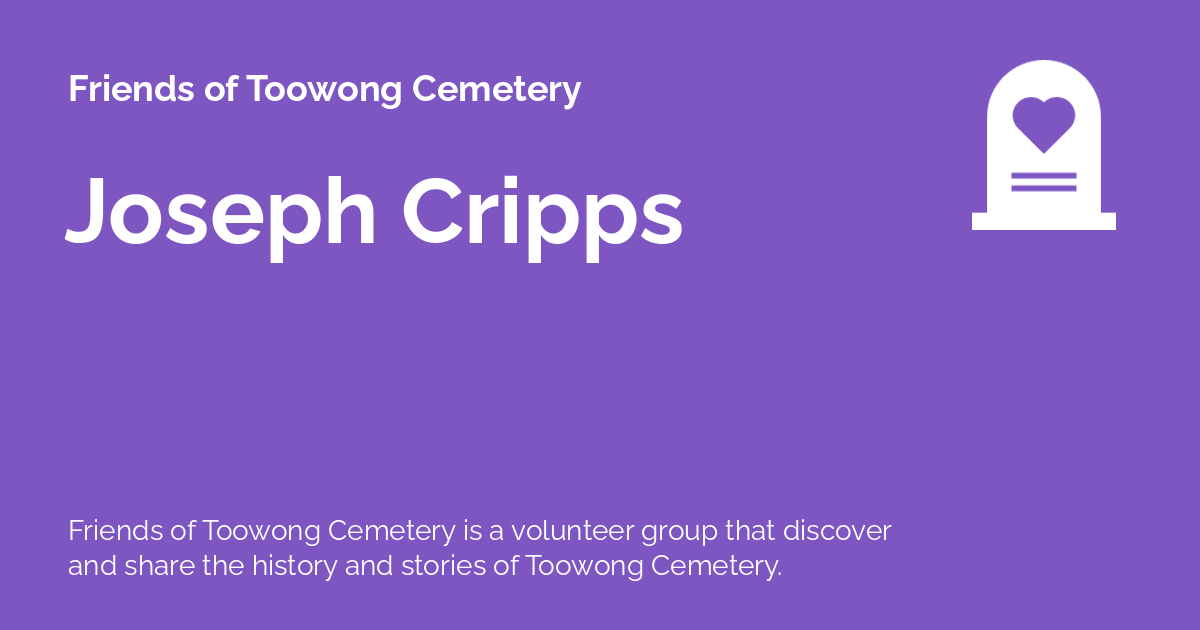 Friends of Toowong Cemetery
Joseph Cripps
Friends of Toowong Cemetery is a volunteer group that discover
and share the history and stories of Toowong Cemetery.